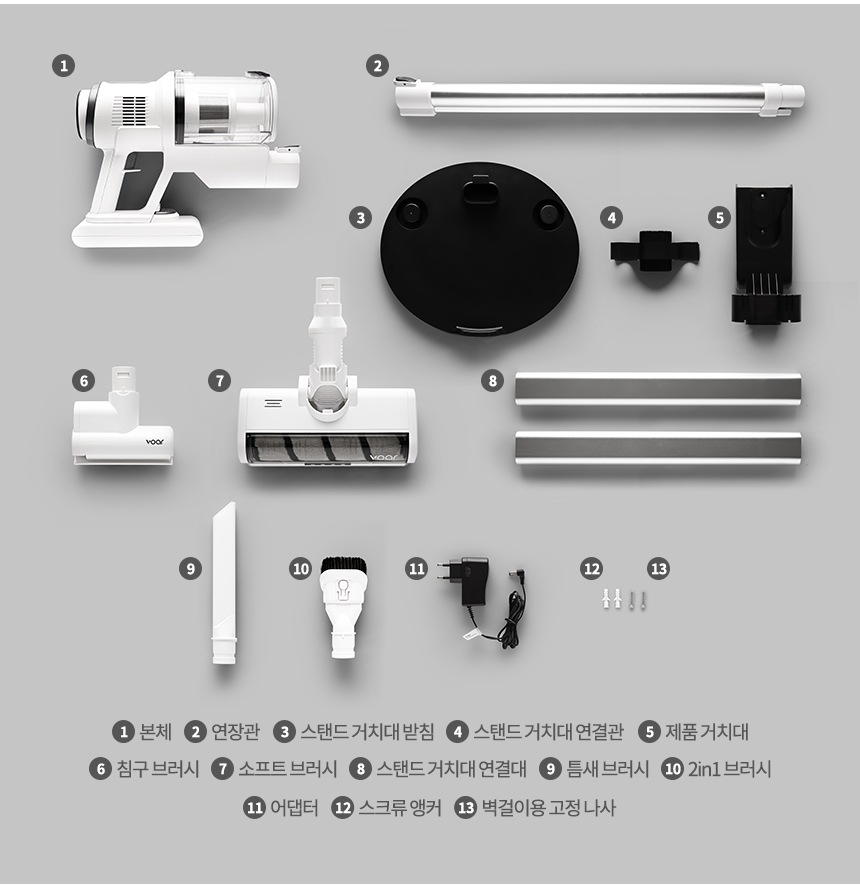 1
2
3
4
5
6
7
8
voar
voar
9
10
11
12
13
1 본체 2 연장관 3 스탠드 거치대 받침 4 스탠드 거치대 연결관 5 제품 거치대
6 침구 브러시 7 소프트 브러시 8 스탠드 거치대 연결대 9 틈새 브러시 10 2in1 브러시
11 어댑터 12 스크류 앵커 13 벽걸이용 고정 나사